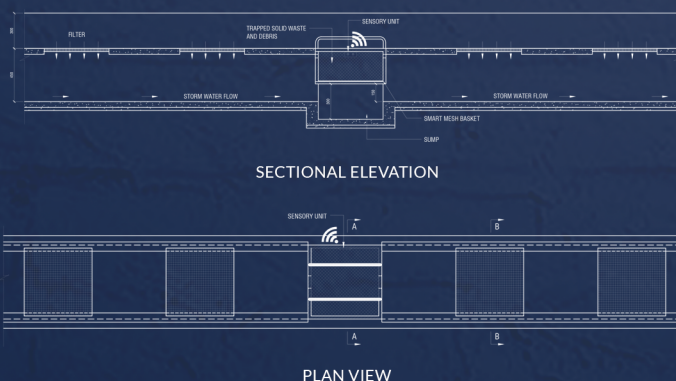 FILTER
TRAPPED SOLID WASTE
AND DEBRIS
SENSORY UNIT
STORM WATER FLOW
STORM WATER FLOW
SMART MESH BASKET
SUMP
SECTIONAL ELEVATION
SENSORY UNIT
A
B
A
B
PLAN VIEW